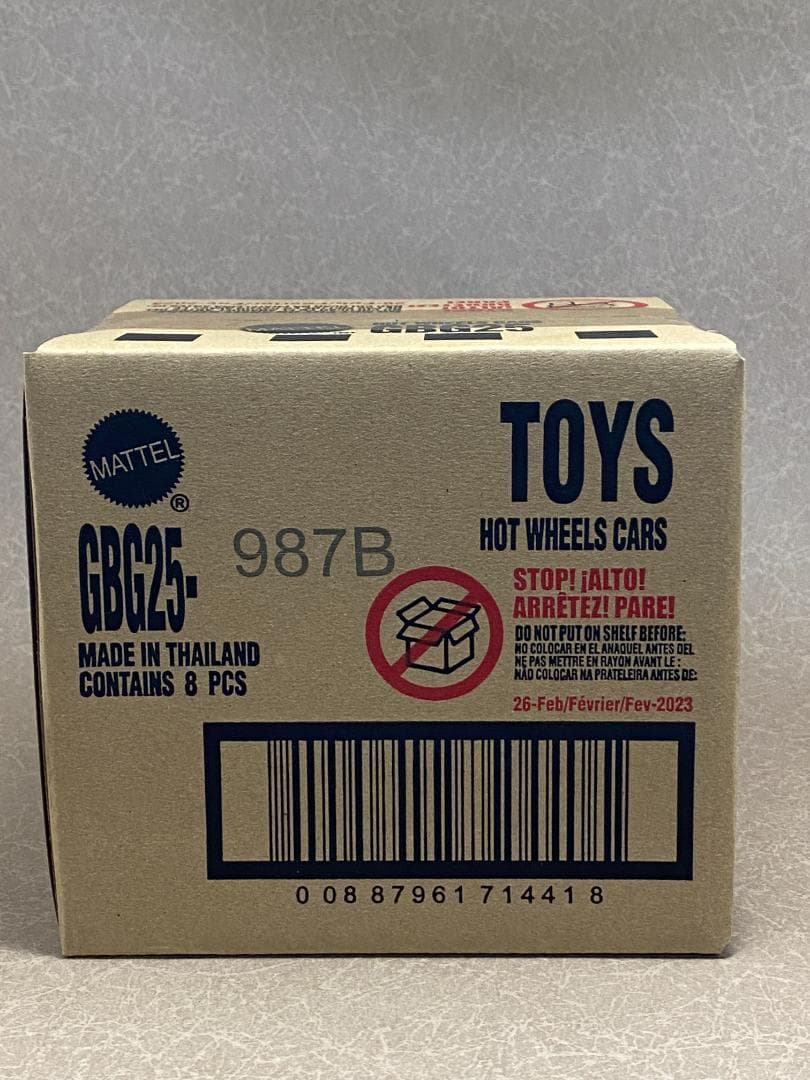 GBG25
MATTEL
®
TOYS
HOT WHEELS CARS
GBG25-
987B
MADE IN THAILAND
CONTAINS 8 PCS
STOP! ¡ALTO!
ARRÊTEZ! PARE!
DO NOT PUT ON SHELF BEFORE:
NO COLOCAR EN EL ANAQUEL ANTES DEL
NE PAS METTRE EN RAYON AVANT LE :
NÃO COLOCAR NA PRATELEIRA ANTES DE:
26-Feb/Février/Fev-2023
0 08 87961 71441 8